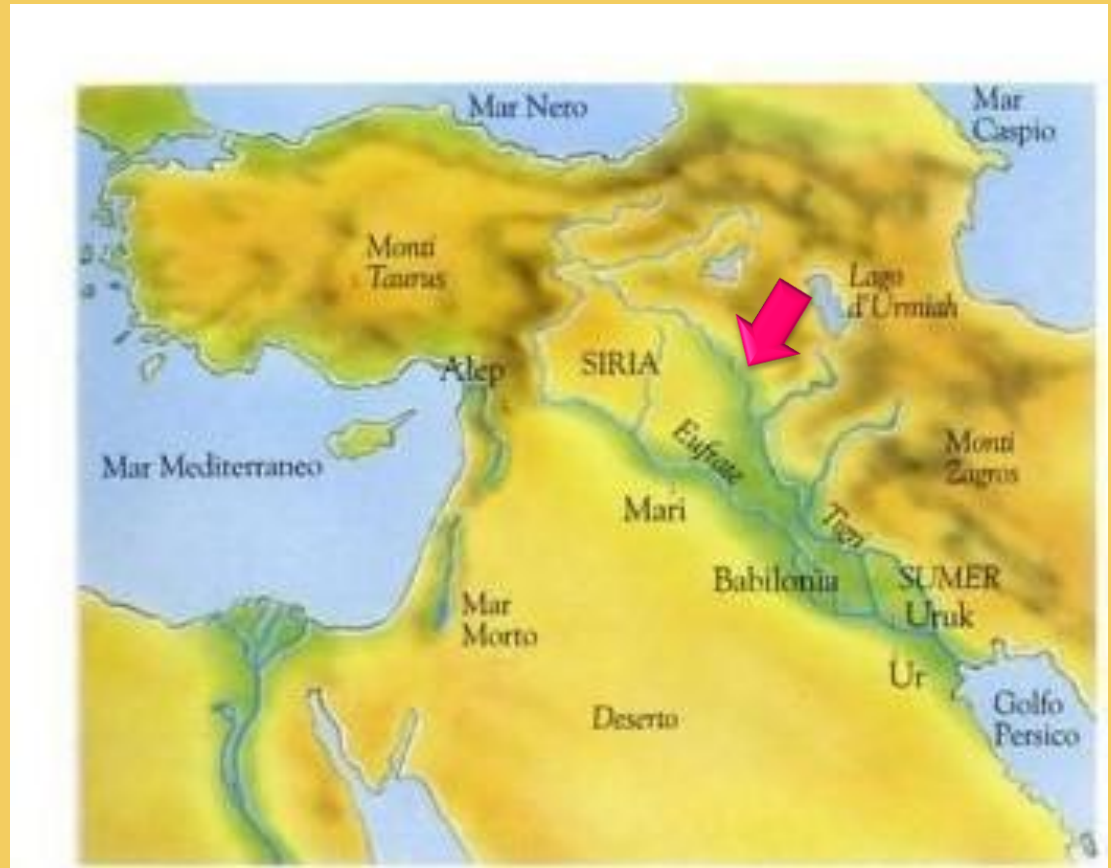 Mar Nero
Mar
Caspio
Monti
Taurus
Lago
d'Urmiah
Alep
SIRIA
Eufrate
Mar Mediterraneo
Monti
Zagros
Mari
Tigri
Babilonia
SUMER
Uruk
Mar
Morto
Ur
Golfo
Persico
Deserto